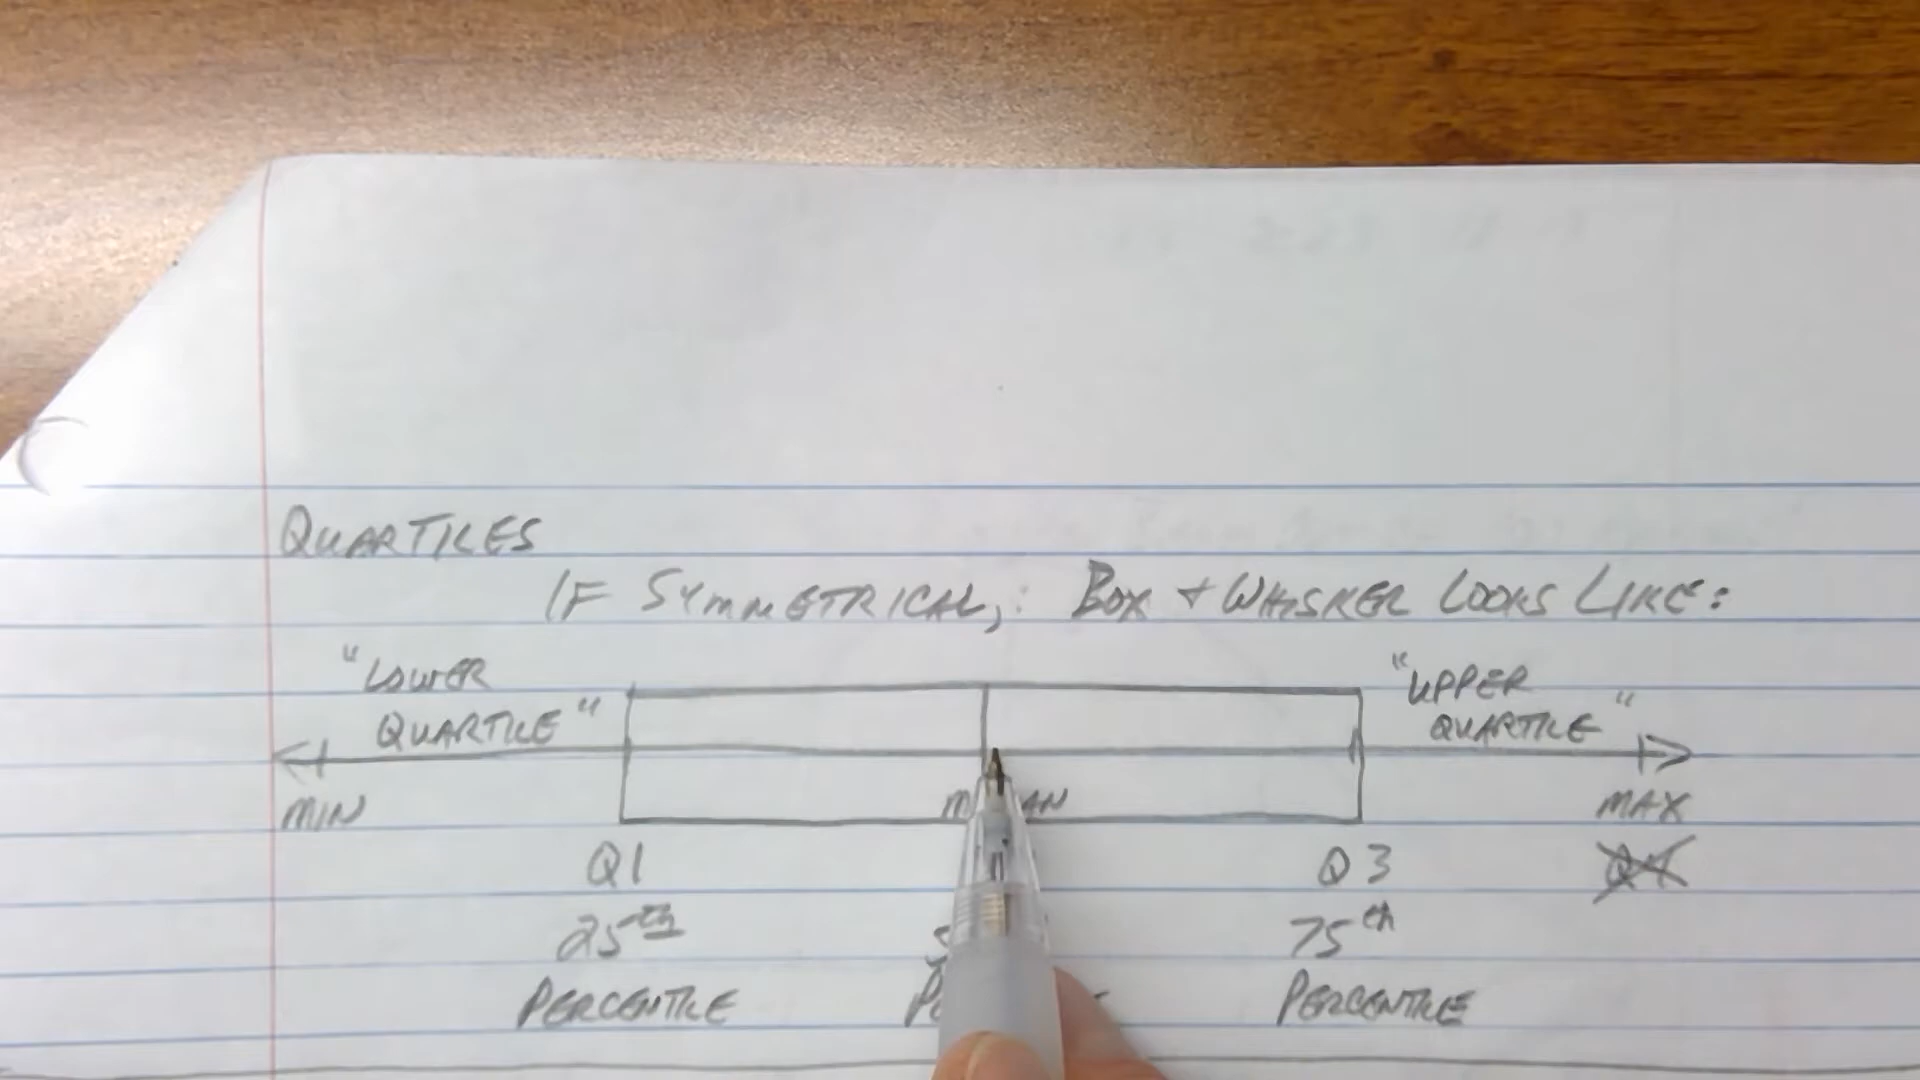 QUARTILES
IF SYMMETRICAL, : BOX + WHISKER LOOKS LIKE:
"LOWER QUARTILE"
"UPPER QUARTILE"
MIN
MAX
Q1
Q3
25th
75th
PERCENTILE
PERCENTILE